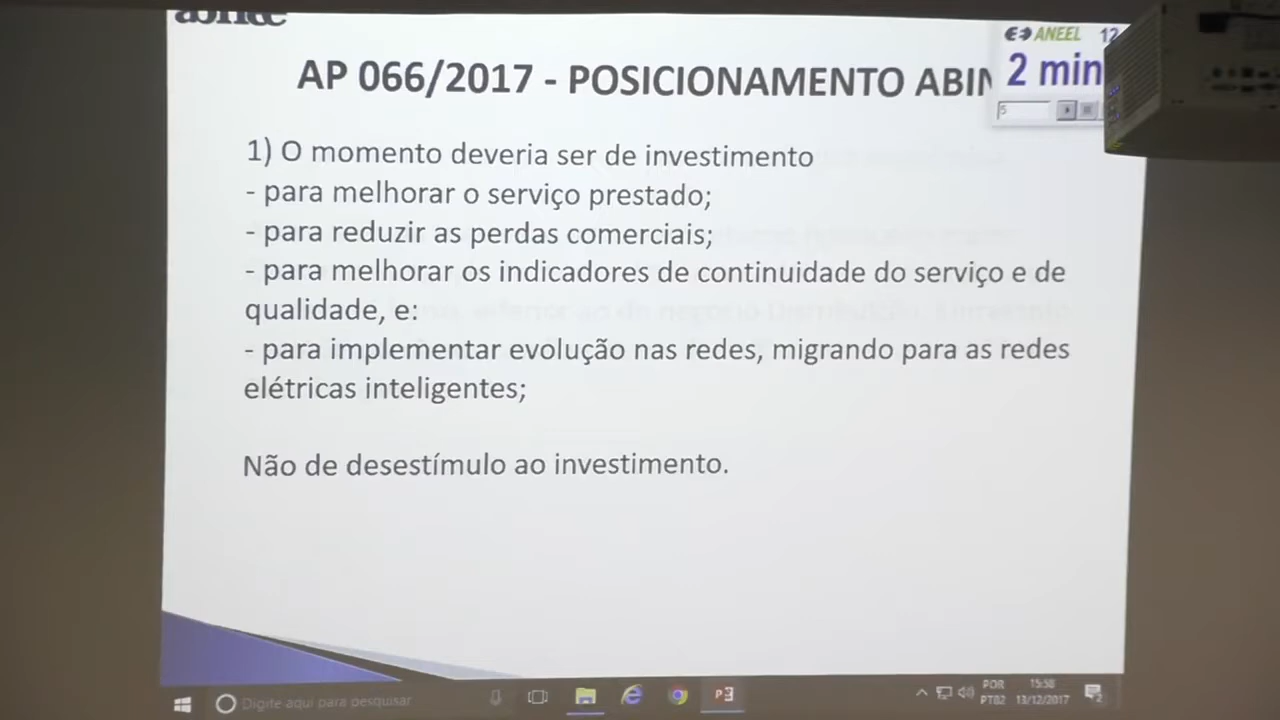 abinee
ANEEL 12
2 min
5
AP 066/2017 - POSICIONAMENTO ABIN
1) O momento deveria ser de investimento
- para melhorar o serviço prestado;
- para reduzir as perdas comerciais;
- para melhorar os indicadores de continuidade do serviço e de
qualidade, e:
- para implementar evolução nas redes, migrando para as redes
elétricas inteligentes;
Não de desestímulo ao investimento.
Digite aqui para pesquisar
POR
PTB2
15:58
13/12/2017